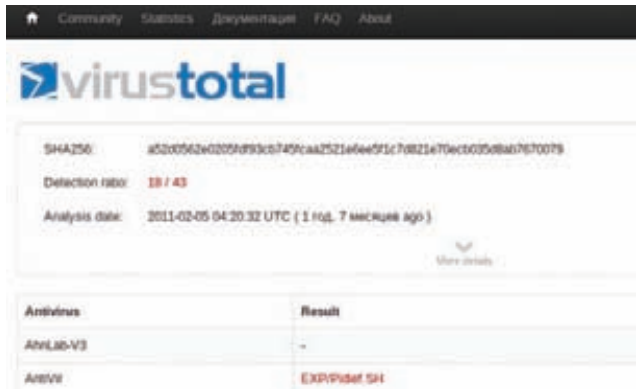 Community Statistics Документация FAQ About
virustotal
SHA256:
Detection ratio: 18 / 43
Analysis date: 2011-02-05 04:20:32 UTC ( 1 год, 7 месяцев ago )
More details
Antivirus Result
AhnLab-V3 -
AntiVir EXP/Pidief.SH